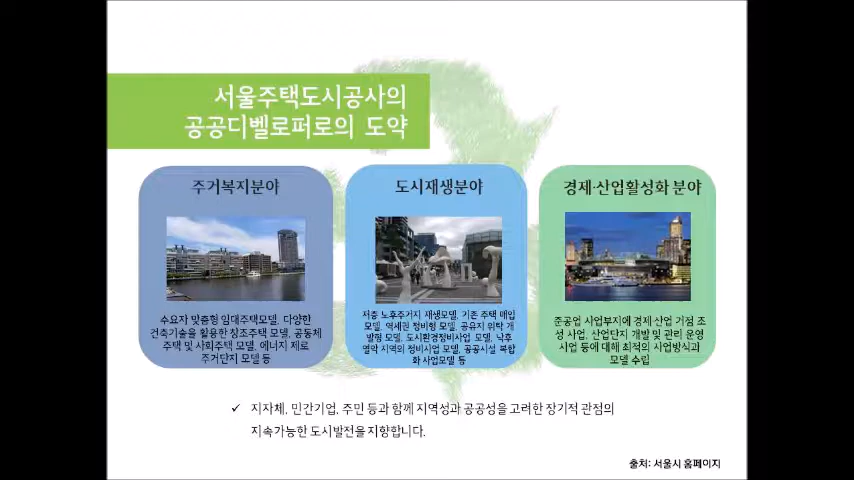 서울주택도시공사의
공공디벨로퍼로의 도약
주거복지분야
수요자 맞춤형 임대주택모델, 다양한
건축기술을 활용한 창조주택 모델, 공동체
주택 및 사회주택 모델, 에너지 제로
주거단지 모델 등
도시재생분야
저층 노후주거지 재생모델, 기존 주택 매입
모델, 역세권 정비형 모델, 공유지 위탁 개
발형 모델, 도시환경정비사업 모델, 낙후
열악 지역의 정비사업 모델, 공공시설 복합
화 사업모델 등
경제·산업활성화 분야
준공업 사업부지에 경제·산업 거점 조
성 사업, 산업단지 개발 및 관리 운영
사업 등에 대해 최적의 사업방식과
모델 수립
✓ 지자체, 민간기업, 주민 등과 함께 지역성과 공공성을 고려한 장기적 관점의
지속가능한 도시발전을 지향합니다.
출처: 서울시 홈페이지